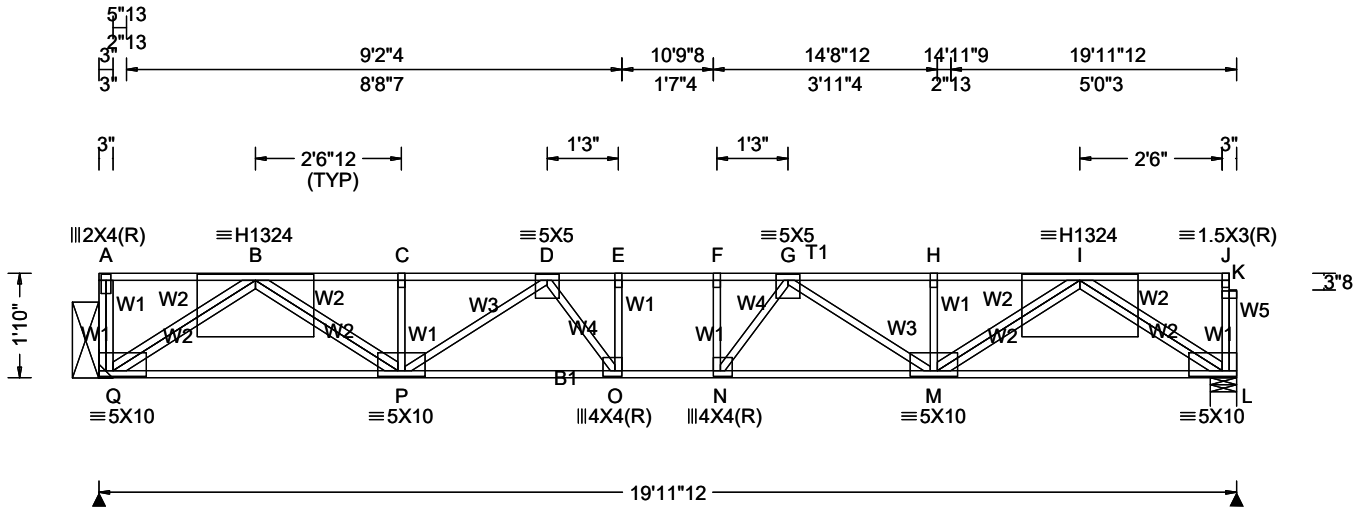 5"13
2"13
3" 9'2"4 10'9"8 14'8"12 14'11"9 19'11"12
3" 8'8"7 1'7"4 3'11"4 2"13 5'0"3
3" 2'6"12 1'3" 1'3" 2'6" 3"
(TYP)
|||2X4(R) ≡H1324 ≡5X5 ≡5X5 ≡H1324 ≡1.5X3(R)
A B C D E F G T1 H I J
K
3"8
W1 W2 W2 W3 W1 W4 W1 W2 W2 W5
1'10" W1 W2 W2 W1 W4 W1 W3 W2 W2 W1
B1
Q P O N M L
≡5X10 ≡5X10 |||4X4(R) |||4X4(R) ≡5X10 ≡5X10
19'11"12